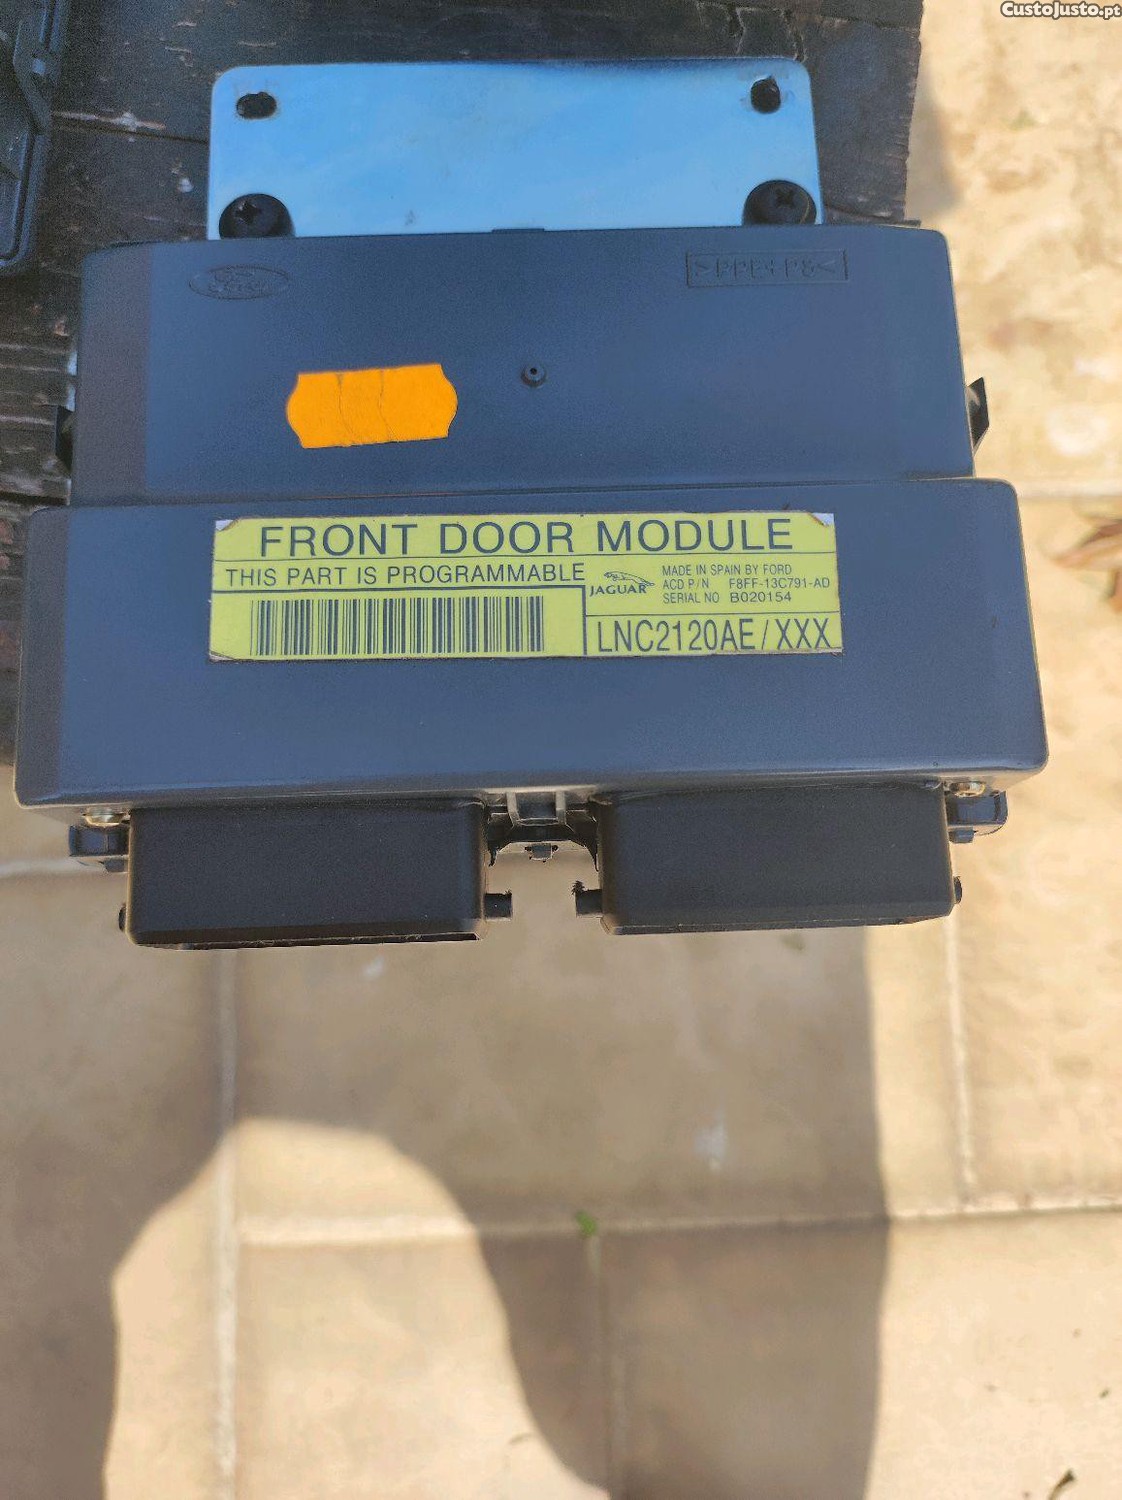 CustoJusto.pt
Ford
FRONT DOOR MODULE
THIS PART IS PROGRAMMABLE
JAGUAR
MADE IN SPAIN BY FORD
ACD P/N F8FF-13C791-AD
SERIAL NO B020154
LNC2120AE/XXX